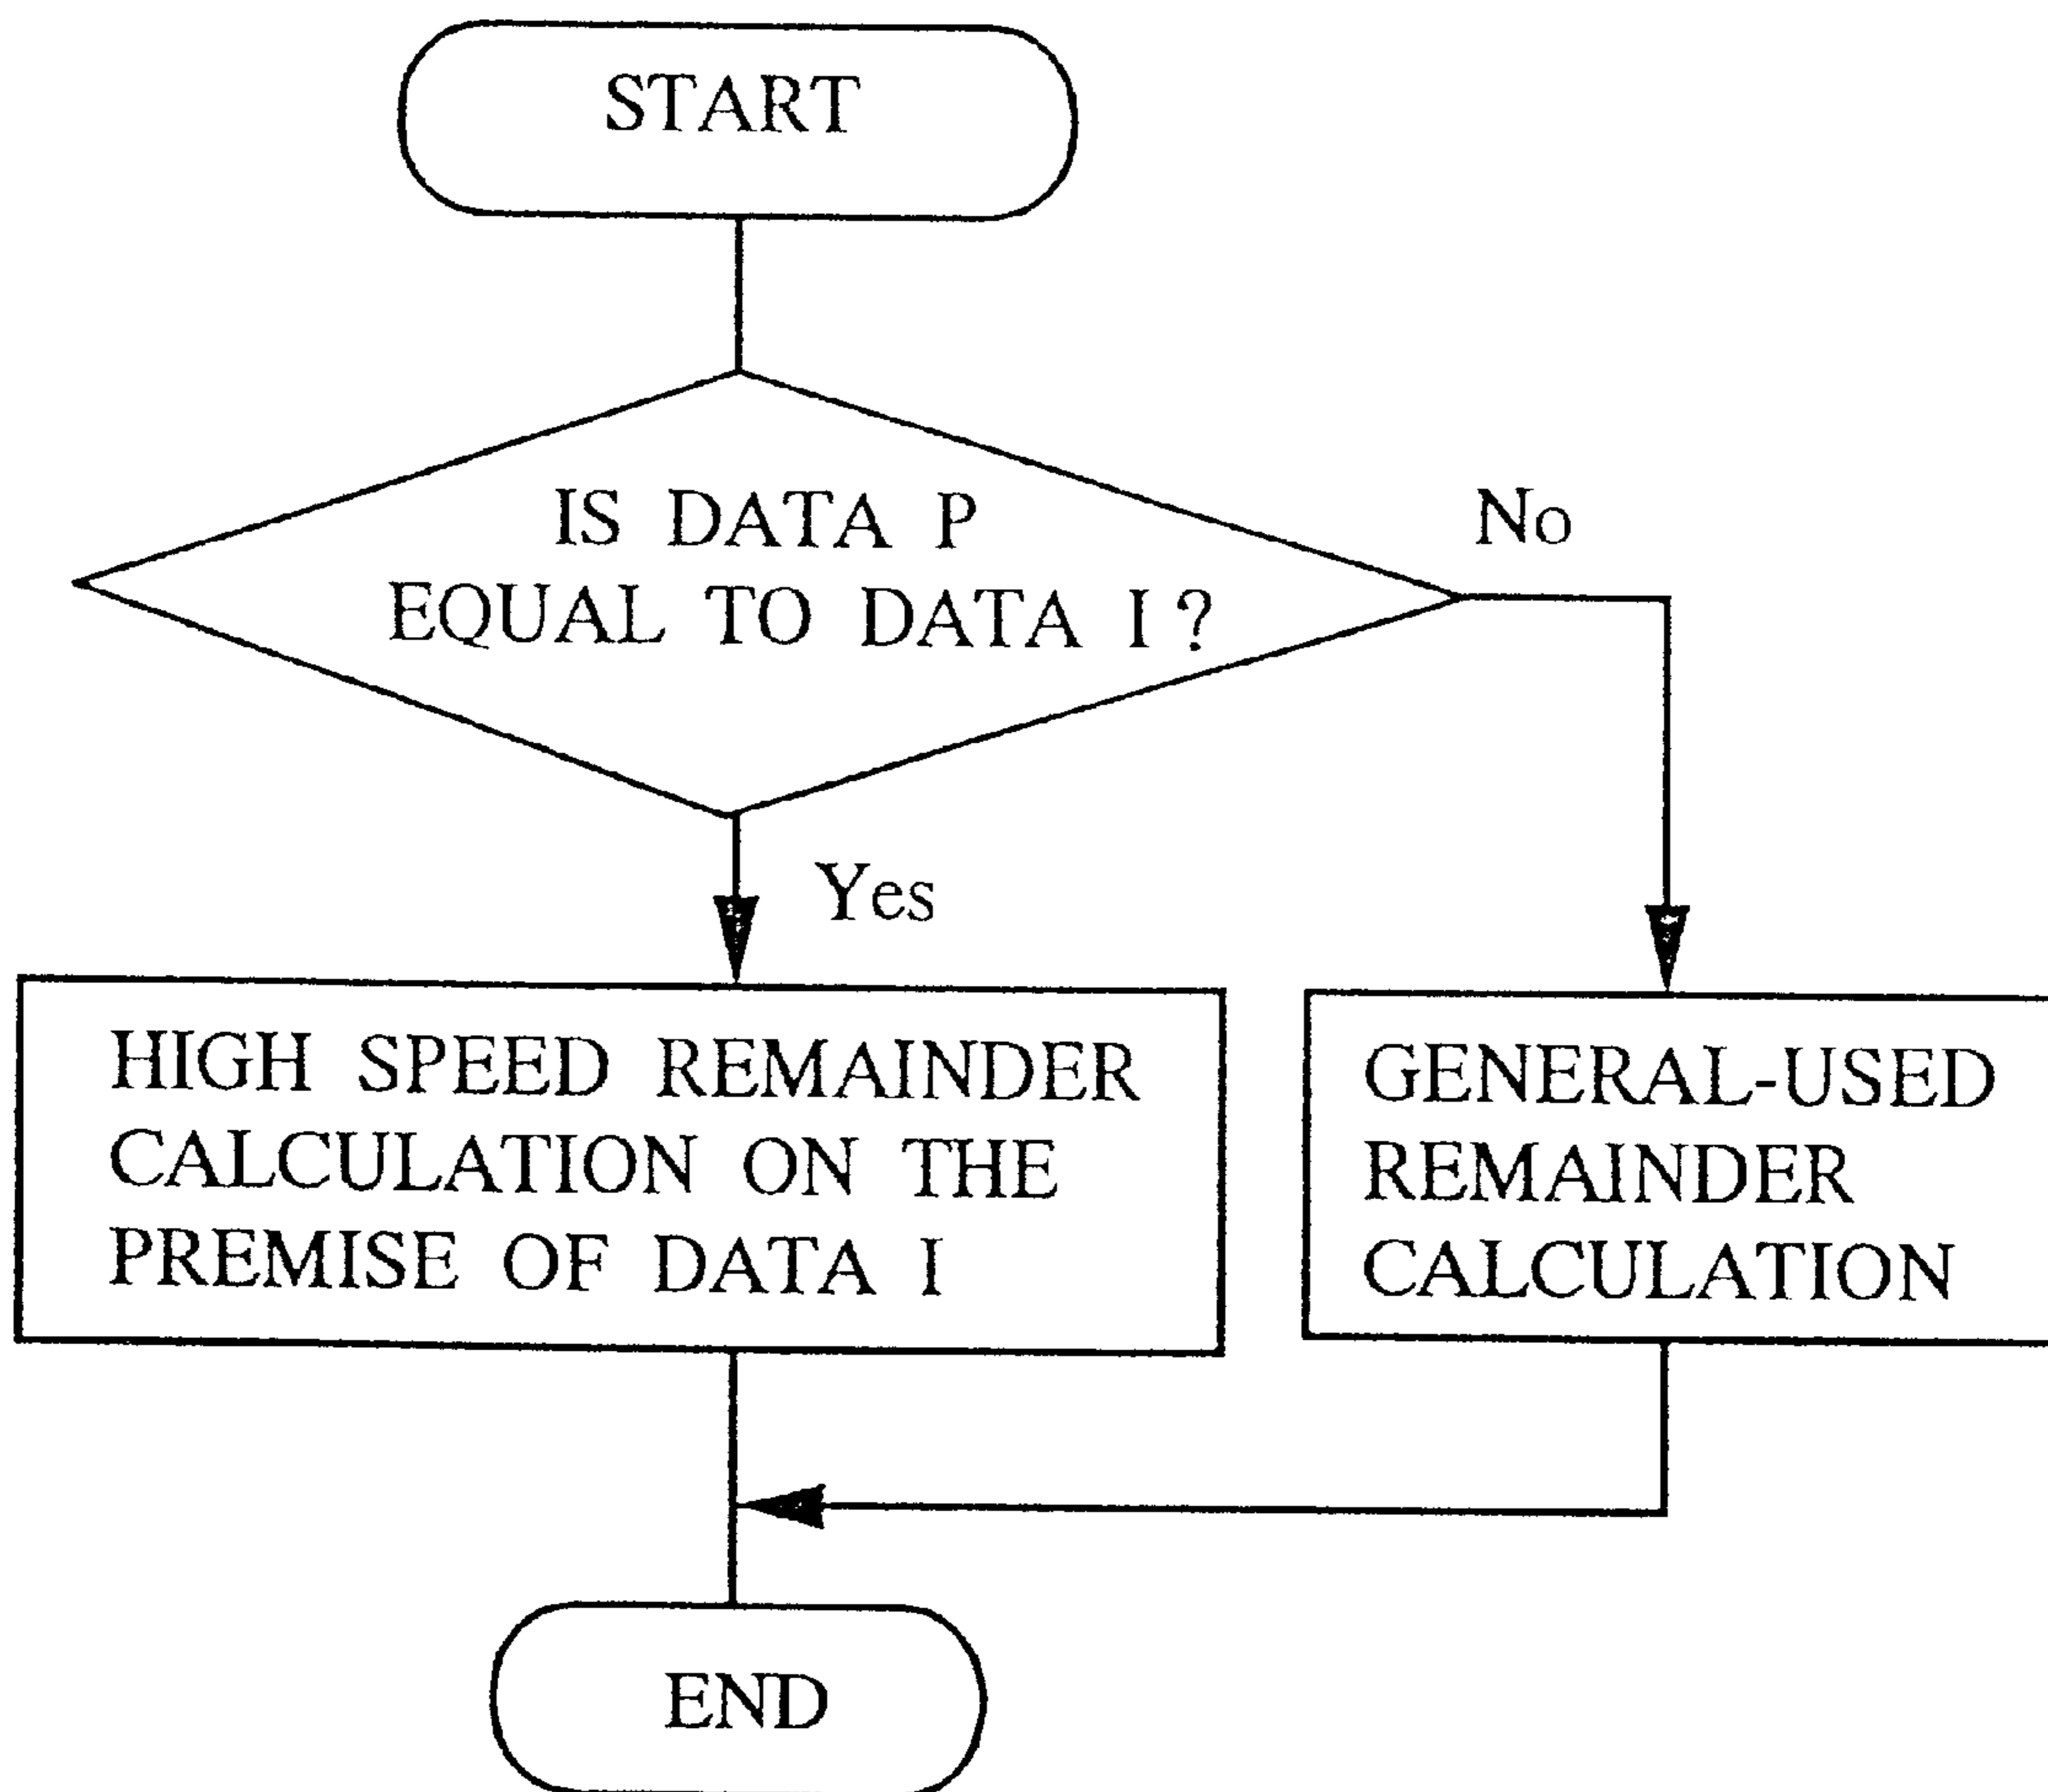 START
IS DATA P
EQUAL TO DATA I?
No
Yes
HIGH SPEED REMAINDER
CALCULATION ON THE
PREMISE OF DATA I
GENERAL-USED
REMAINDER
CALCULATION
END